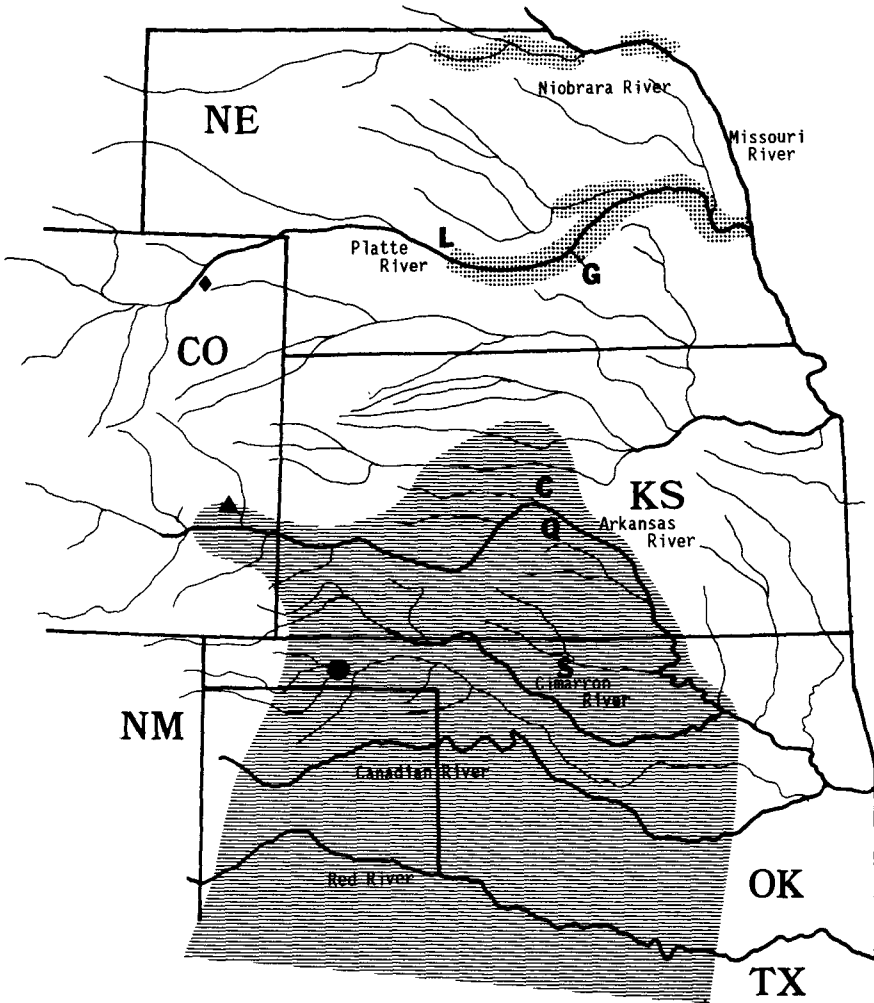 Niobrara River
NE
Missouri
River
L
Platte
River
G
CO
C
KS
Q
Arkansas
River
S
Cimarron
River
NM
Canadian River
Red River
OK
TX